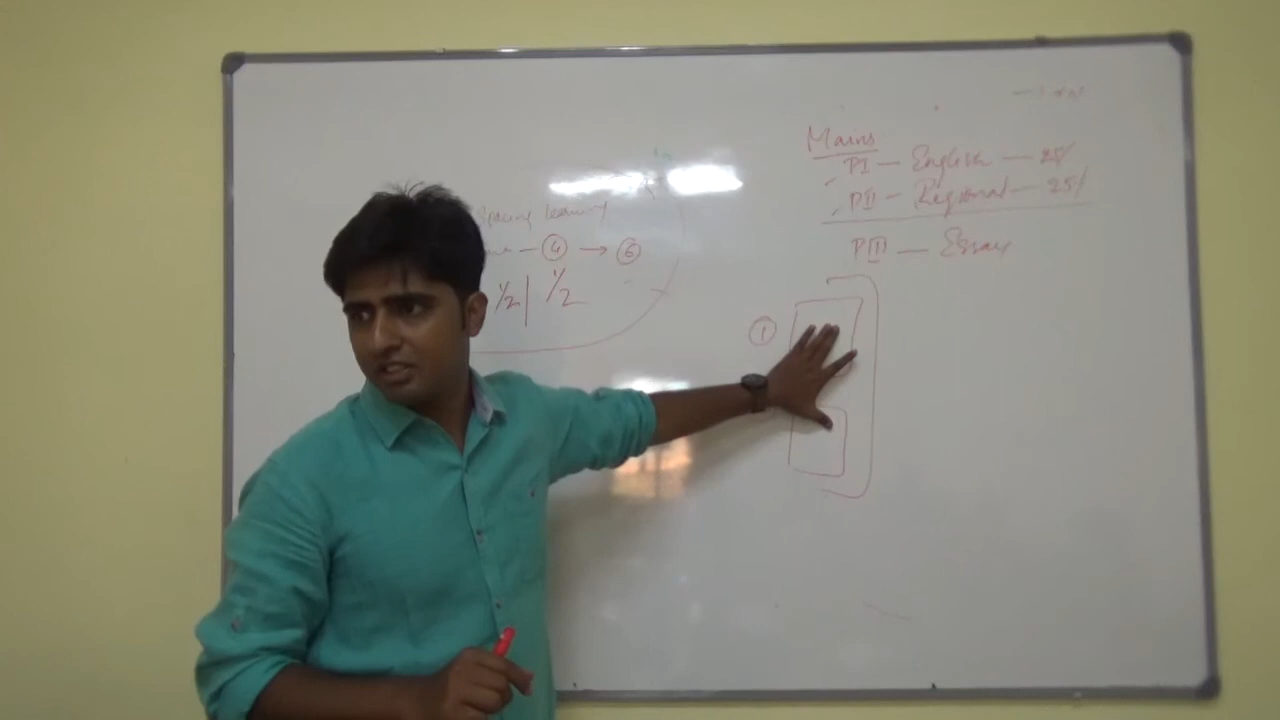 Mains
PI — English — 25%
PII — Regional — 25%
PIII — Essay
Spacing learning
— 4 → 6
1/2 | 1/2
1